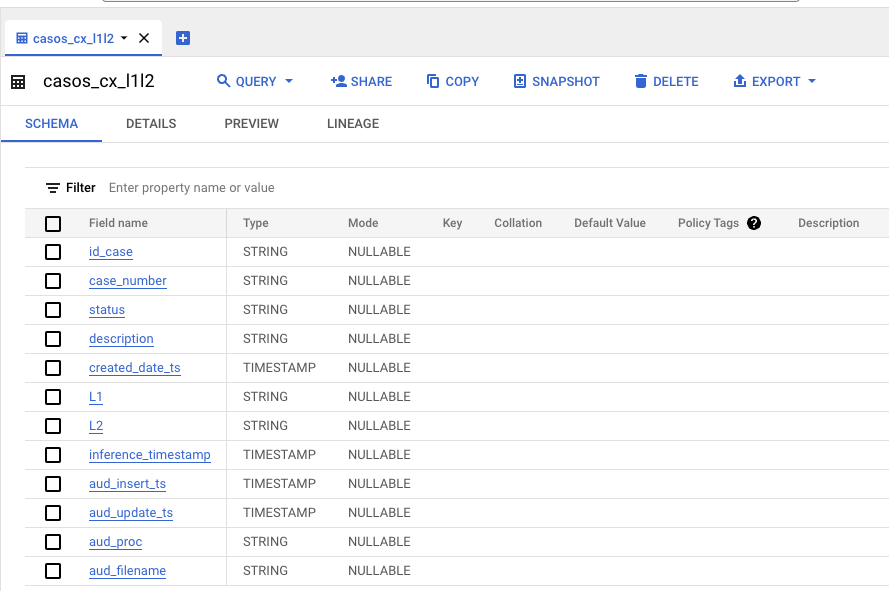 casos_cx_l1l2
casos_cx_l1l2 QUERY SHARE COPY SNAPSHOT DELETE EXPORT
SCHEMA DETAILS PREVIEW LINEAGE
Filter Enter property name or value
Field name Type Mode Key Collation Default Value Policy Tags ? Description
id_case STRING NULLABLE
case_number STRING NULLABLE
status STRING NULLABLE
description STRING NULLABLE
created_date_ts TIMESTAMP NULLABLE
L1 STRING NULLABLE
L2 STRING NULLABLE
inference_timestamp TIMESTAMP NULLABLE
aud_insert_ts TIMESTAMP NULLABLE
aud_update_ts TIMESTAMP NULLABLE
aud_proc STRING NULLABLE
aud_filename STRING NULLABLE